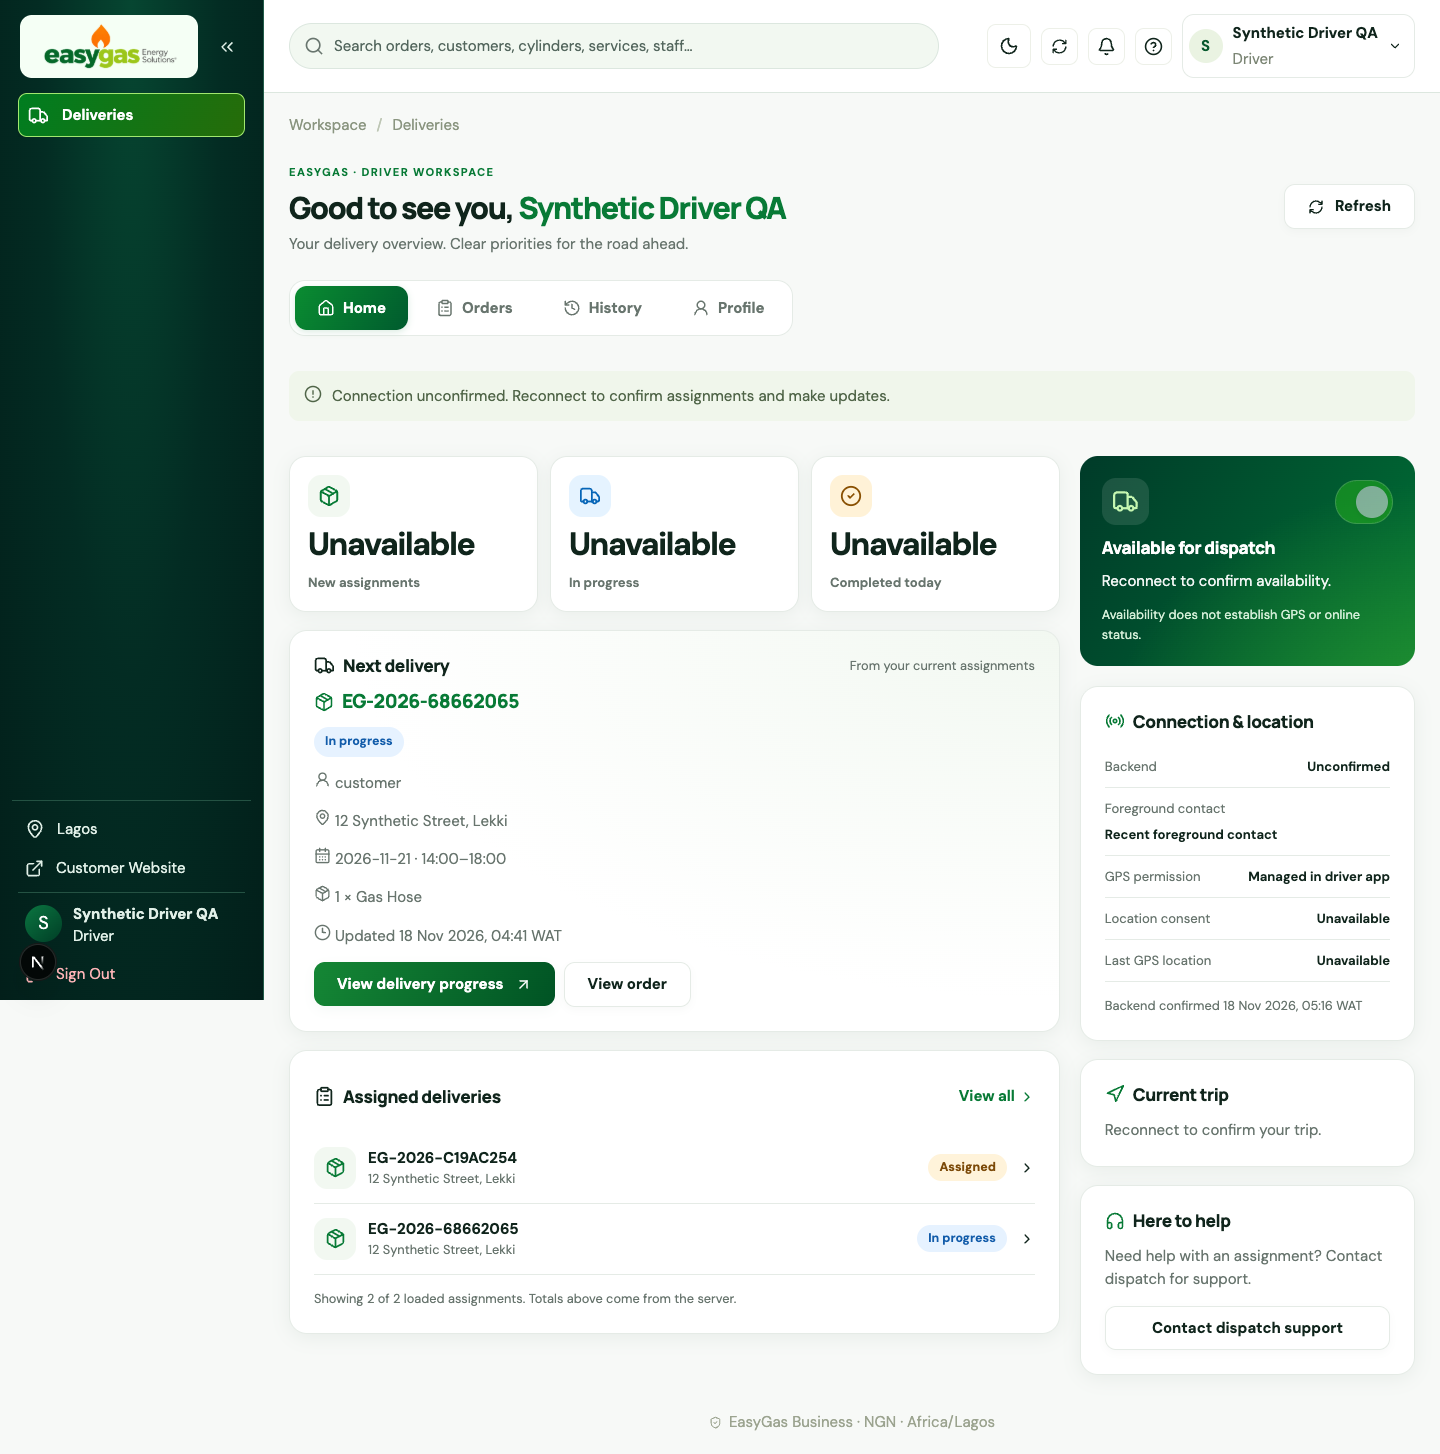 easygas Energy Solutions
Deliveries
Lagos
Customer Website
S
Synthetic Driver QA
Driver
N
Sign Out
Search orders, customers, cylinders, services, staff...
S
Synthetic Driver QA
Driver
Workspace / Deliveries
EASYGAS · DRIVER WORKSPACE
Good to see you, Synthetic Driver QA
Your delivery overview. Clear priorities for the road ahead.
Refresh
Home
Orders
History
Profile
Connection unconfirmed. Reconnect to confirm assignments and make updates.
Unavailable
New assignments
Unavailable
In progress
Unavailable
Completed today
Next delivery
From your current assignments
EG-2026-68662065
In progress
customer
12 Synthetic Street, Lekki
2026-11-21 · 14:00–18:00
1 × Gas Hose
Updated 18 Nov 2026, 04:41 WAT
View delivery progress
View order
Assigned deliveries
View all
EG-2026-C19AC254
12 Synthetic Street, Lekki
Assigned
EG-2026-68662065
12 Synthetic Street, Lekki
In progress
Showing 2 of 2 loaded assignments. Totals above come from the server.
Available for dispatch
Reconnect to confirm availability.
Availability does not establish GPS or online
status.
Connection & location
Backend Unconfirmed
Foreground contact
Recent foreground contact
GPS permission Managed in driver app
Location consent Unavailable
Last GPS location Unavailable
Backend confirmed 18 Nov 2026, 05:16 WAT
Current trip
Reconnect to confirm your trip.
Here to help
Need help with an assignment? Contact
dispatch for support.
Contact dispatch support
EasyGas Business · NGN · Africa/Lagos